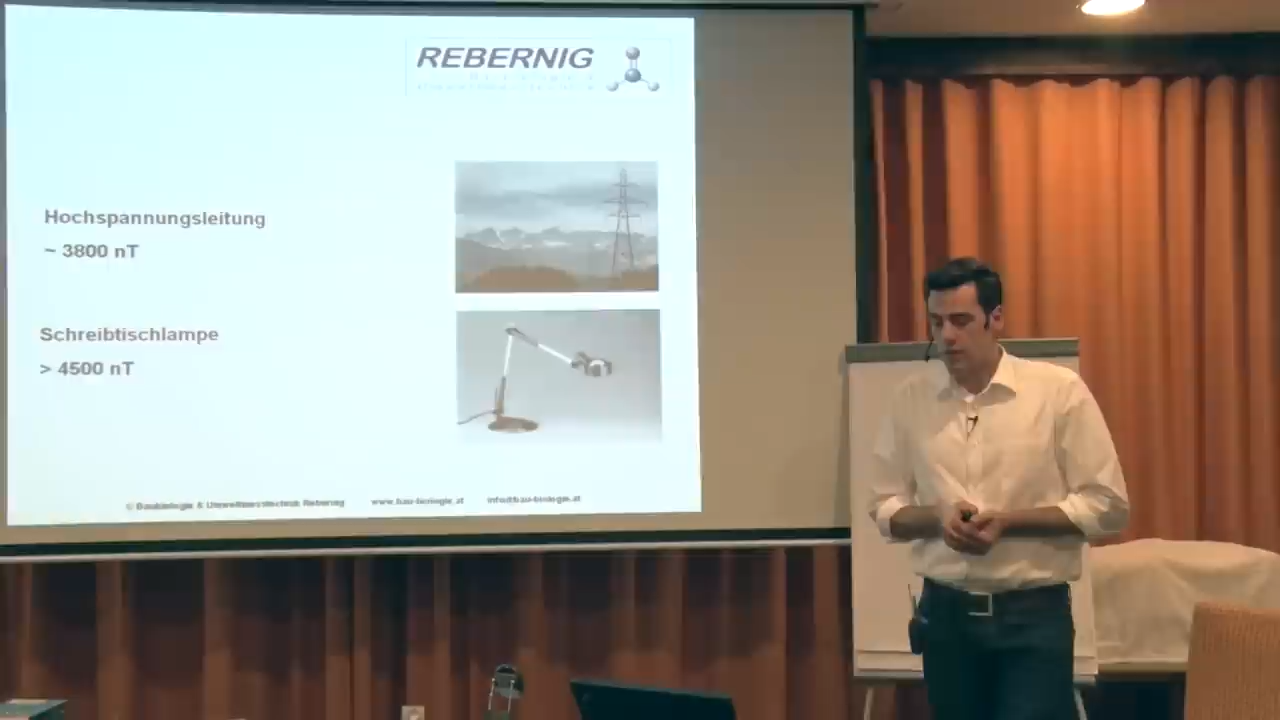 REBERNIG
Hochspannungsleitung
~ 3800 nT
Schreibtischlampe
> 4500 nT
© Baubiologie & Umweltmesstechnik Rebernig www.bau-biologie.at info@bau-biologie.at